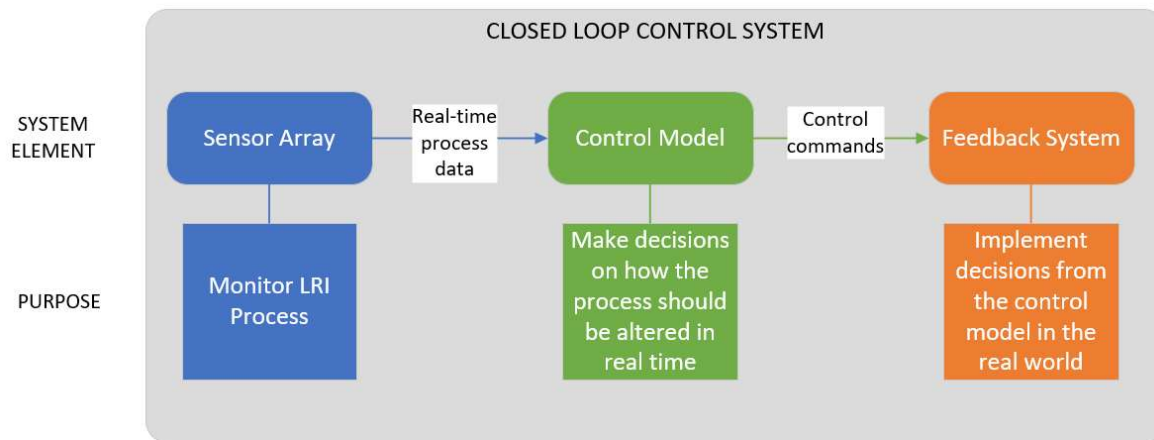 CLOSED LOOP CONTROL SYSTEM
SYSTEM
ELEMENT
Sensor Array
Real-time
process
data
Control Model
Control
commands
Feedback System
PURPOSE
Monitor LRI
Process
Make decisions
on how the
process should
be altered in
real time
Implement
decisions from
the control
model in the
real world